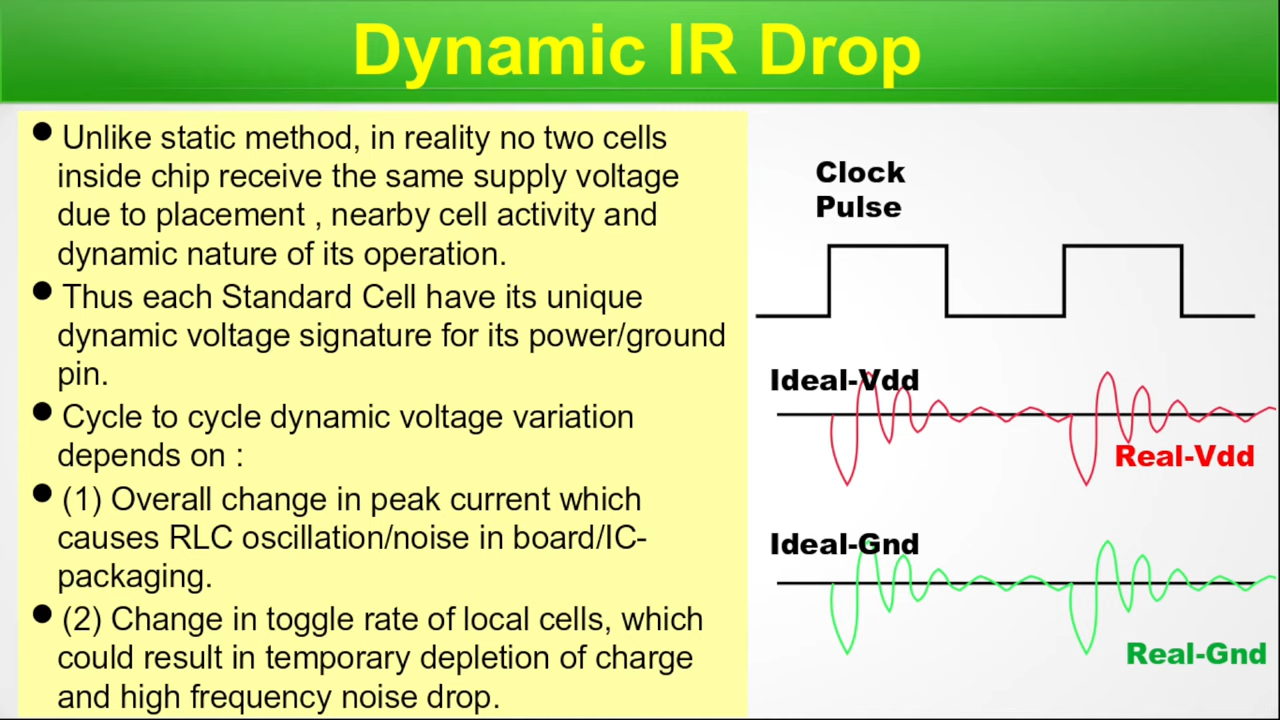 Dynamic IR Drop
● Unlike static method, in reality no two cells
inside chip receive the same supply voltage
due to placement , nearby cell activity and
dynamic nature of its operation.
● Thus each Standard Cell have its unique
dynamic voltage signature for its power/ground
pin.
● Cycle to cycle dynamic voltage variation
depends on :
● (1) Overall change in peak current which
causes RLC oscillation/noise in board/IC-
packaging.
● (2) Change in toggle rate of local cells, which
could result in temporary depletion of charge
and high frequency noise drop.
Clock
Pulse
Ideal-Vdd
Real-Vdd
Ideal-Gnd
Real-Gnd